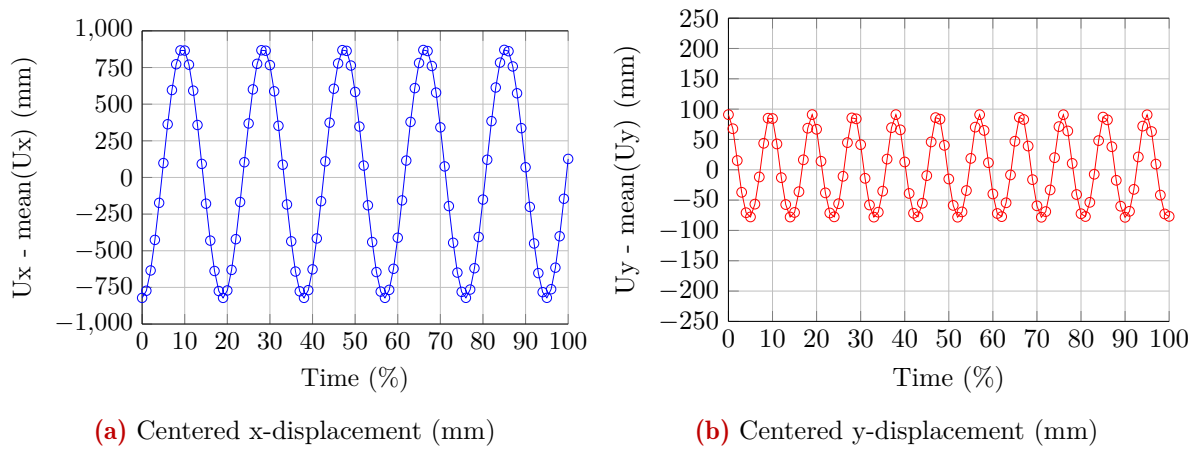 1,000
750
500
250
0
−250
−500
−750
−1,000
Ux - mean(Ux) (mm)
0 10 20 30 40 50 60 70 80 90 100
Time (%)
(a) Centered x-displacement (mm)
250
200
150
100
50
0
−50
−100
−150
−200
−250
Uy - mean(Uy) (mm)
0 10 20 30 40 50 60 70 80 90 100
Time (%)
(b) Centered y-displacement (mm)